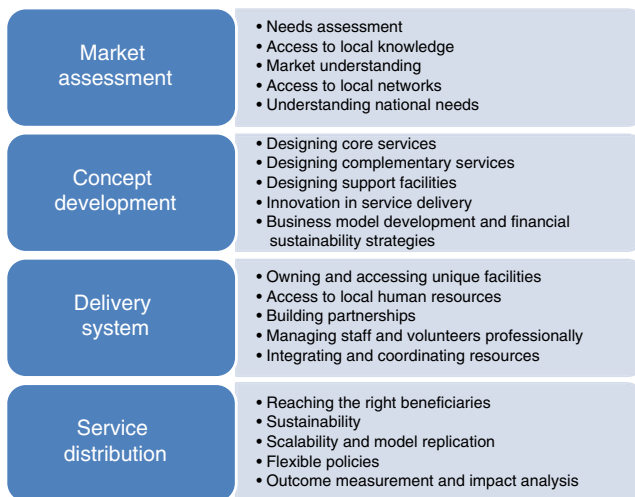 Market
assessment
• Needs assessment
• Access to local knowledge
• Market understanding
• Access to local networks
• Understanding national needs
Concept
development
• Designing core services
• Designing complementary services
• Designing support facilities
• Innovation in service delivery
• Business model development and financial
sustainability strategies
Delivery
system
• Owning and accessing unique facilities
• Access to local human resources
• Building partnerships
• Managing staff and volunteers professionally
• Integrating and coordinating resources
Service
distribution
• Reaching the right beneficiaries
• Sustainability
• Scalability and model replication
• Flexible policies
• Outcome measurement and impact analysis